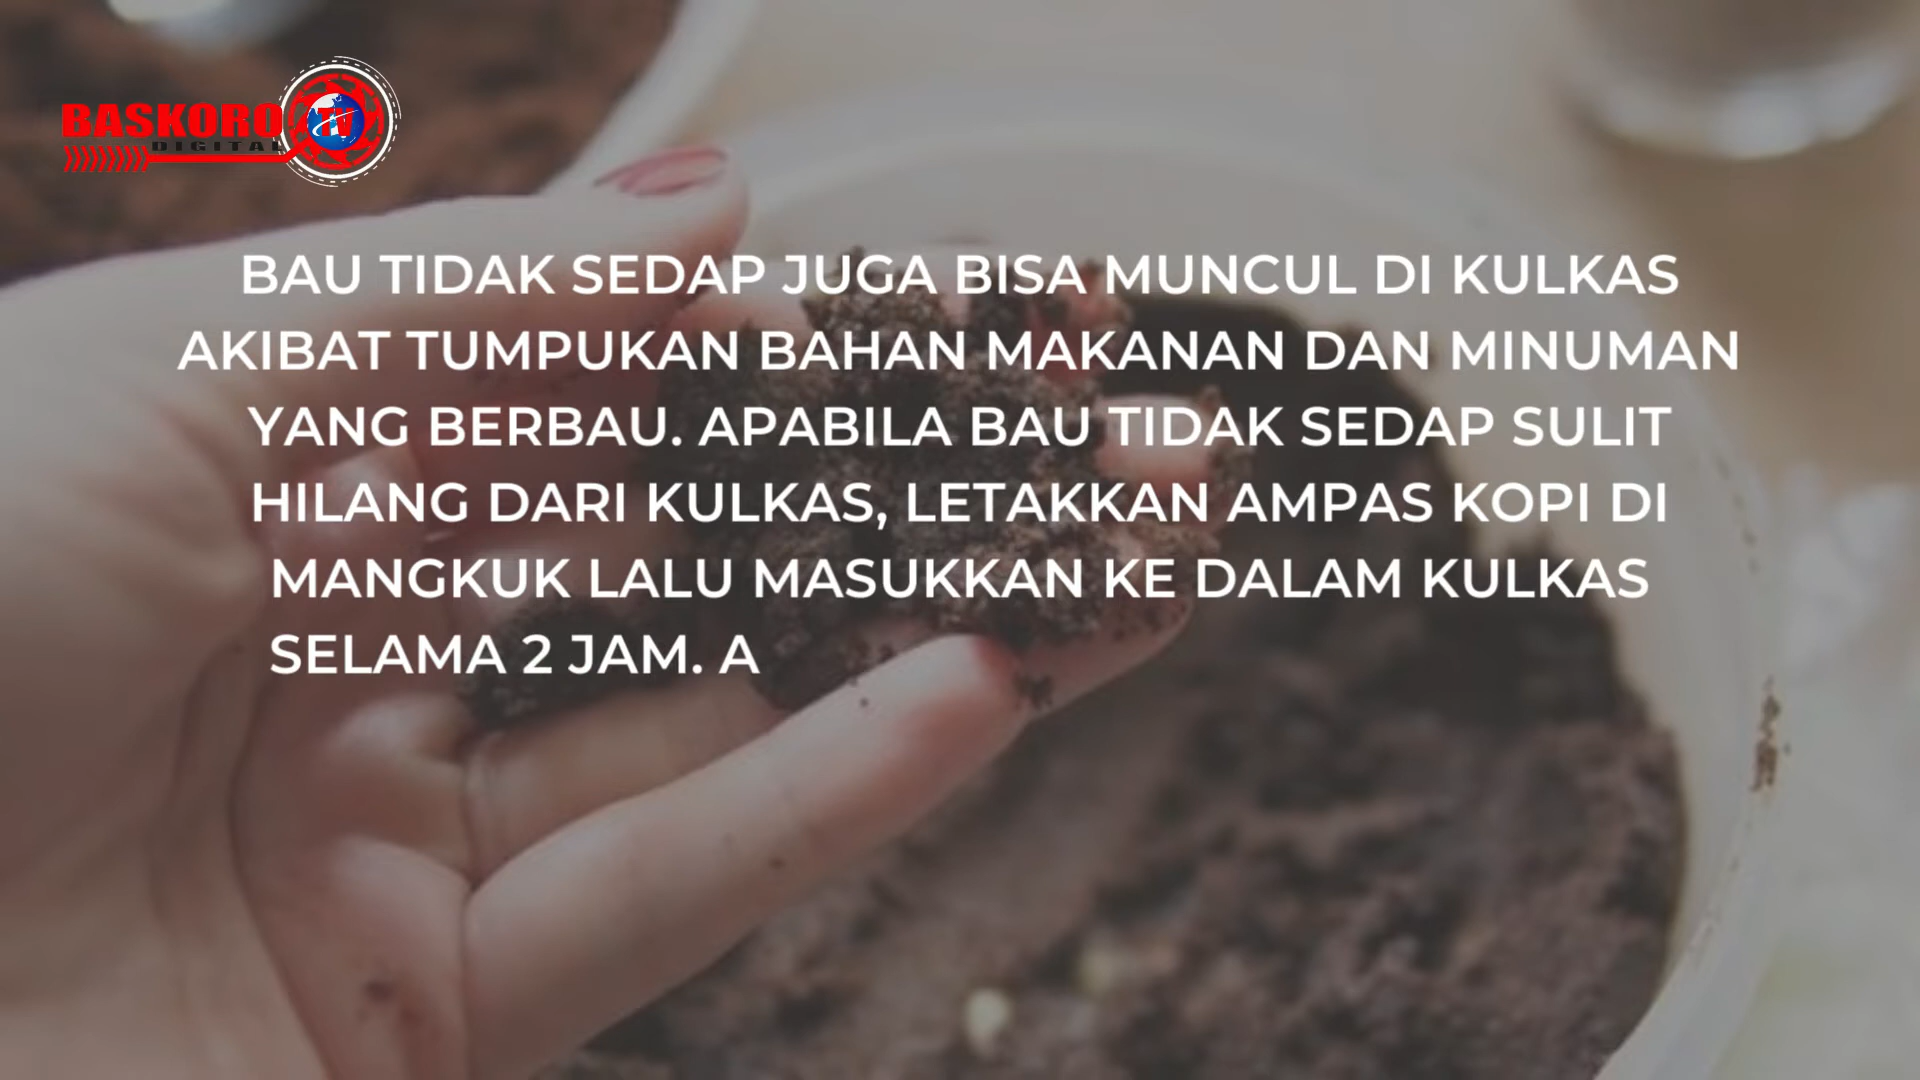 BASKORO TV
DIGITAL
BAU TIDAK SEDAP JUGA BISA MUNCUL DI KULKAS
AKIBAT TUMPUKAN BAHAN MAKANAN DAN MINUMAN
YANG BERBAU. APABILA BAU TIDAK SEDAP SULIT
HILANG DARI KULKAS, LETAKKAN AMPAS KOPI DI
MANGKUK LALU MASUKKAN KE DALAM KULKAS
SELAMA 2 JAM. A